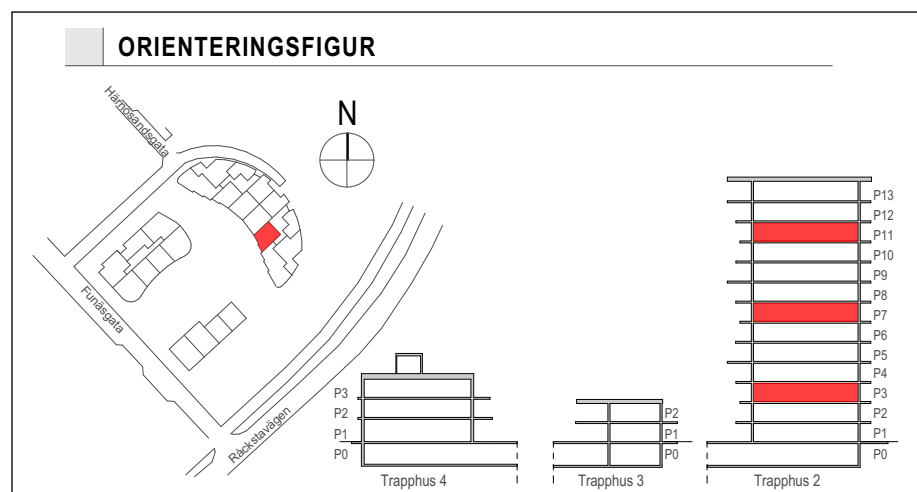 ORIENTERINGSFIGUR
Härnösandsgata
N
Funäsgata
Råckstavägen
P3
P2
P1
P0
Trapphus 4
P2
P1
P0
Trapphus 3
P13
P12
P11
P10
P9
P8
P7
P6
P5
P4
P3
P2
P1
P0
Trapphus 2